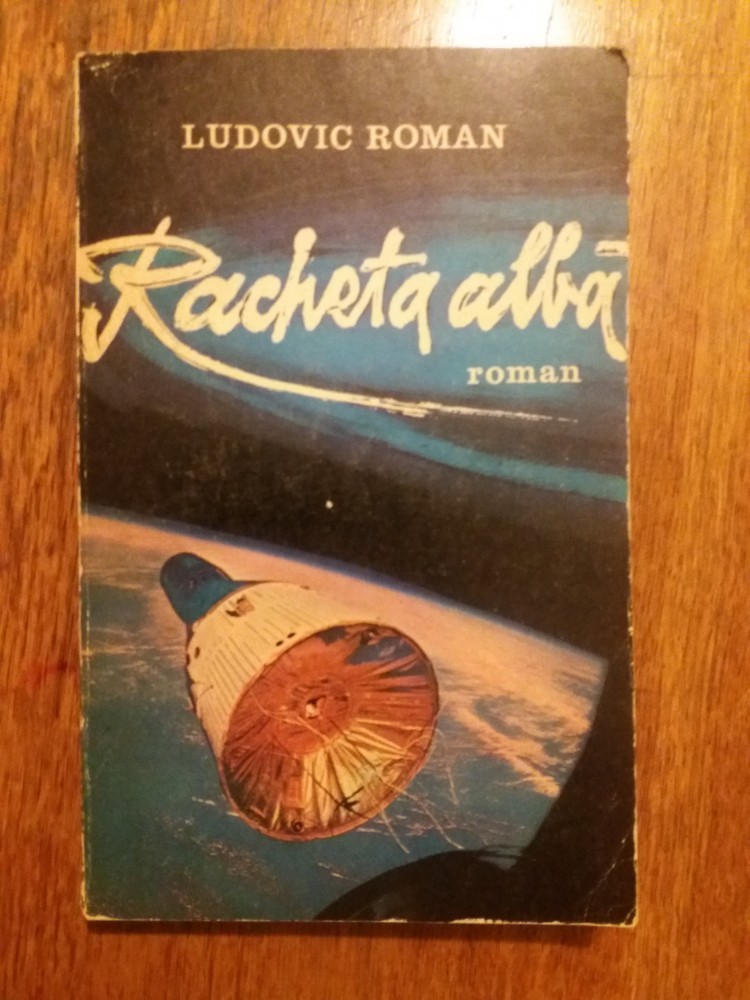 LUDOVIC ROMAN
Racheta albă
roman